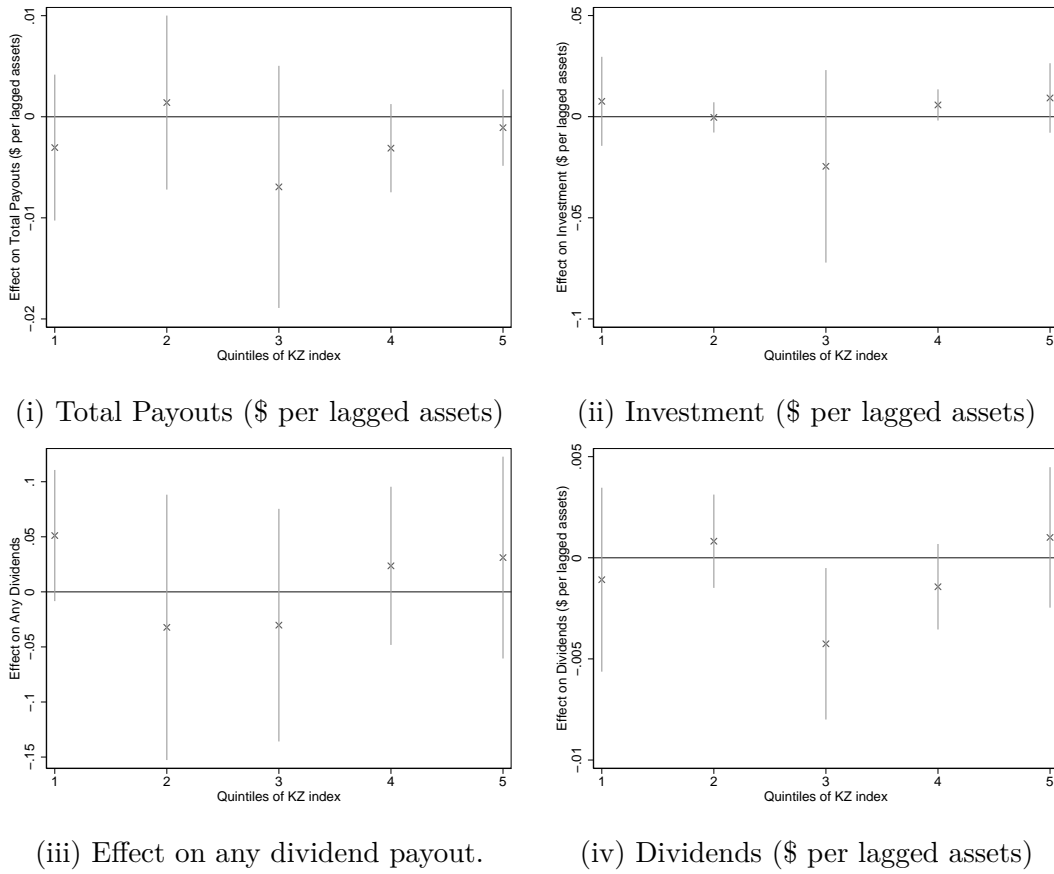 Effect on Total Payouts ($ per lagged assets)
.01
0
-.01
-.02
1 2 3 4 5
Quintiles of KZ index
(i) Total Payouts ($ per lagged assets)
Effect on Investment ($ per lagged assets)
.05
0
-.05
-.1
1 2 3 4 5
Quintiles of KZ index
(ii) Investment ($ per lagged assets)
Effect on Any Dividends
.1
.05
0
-.05
-.1
-.15
1 2 3 4 5
Quintiles of KZ index
(iii) Effect on any dividend payout.
Effect on Dividends ($ per lagged assets)
.005
0
-.005
-.01
1 2 3 4 5
Quintiles of KZ index
(iv) Dividends ($ per lagged assets)